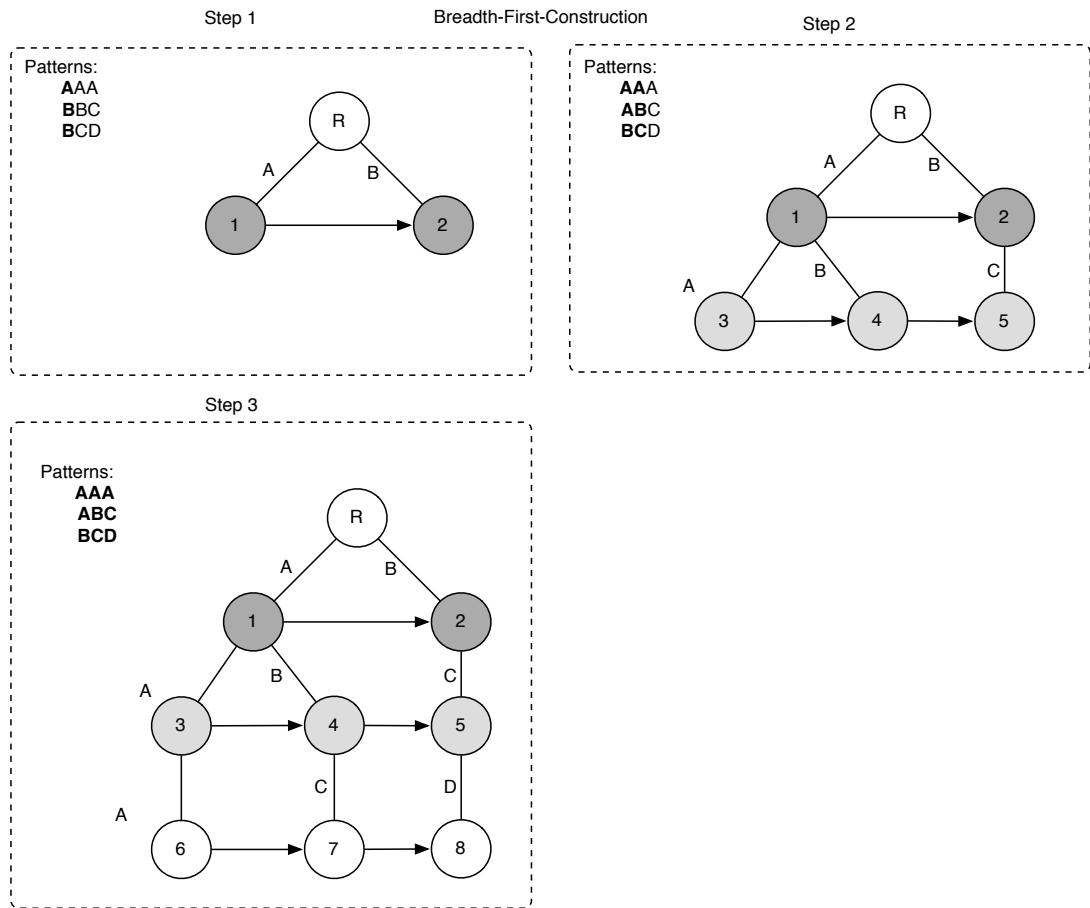 Step 1
Breadth-First-Construction
Step 2
Patterns:
AAA
BBC
BCD
R
A
B
1
2
Patterns:
AAA
ABC
BCD
R
A
B
1
2
B
C
A
3
4
5
Step 3
Patterns:
AAA
ABC
BCD
R
A
B
1
2
B
C
A
3
4
5
C
D
A
6
7
8